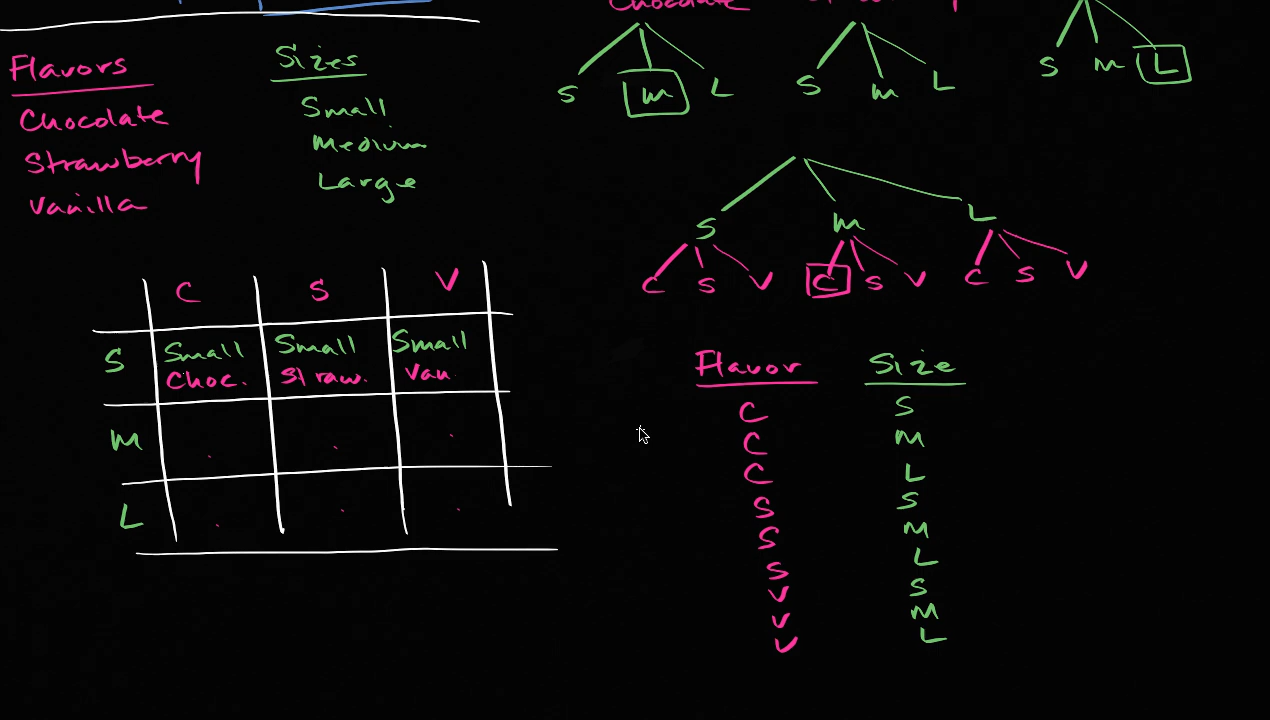 Chocolate
Flavors
Chocolate
Strawberry
Vanilla
Sizes
Small
Medium
Large
S M L
S M L
S M L
S M L
C S V C S V C S V
C S V
S Small Choc. Small Straw. Small Van.
M
L
Flavor Size
C S
C M
C L
S S
S M
S L
V S
V M
V L